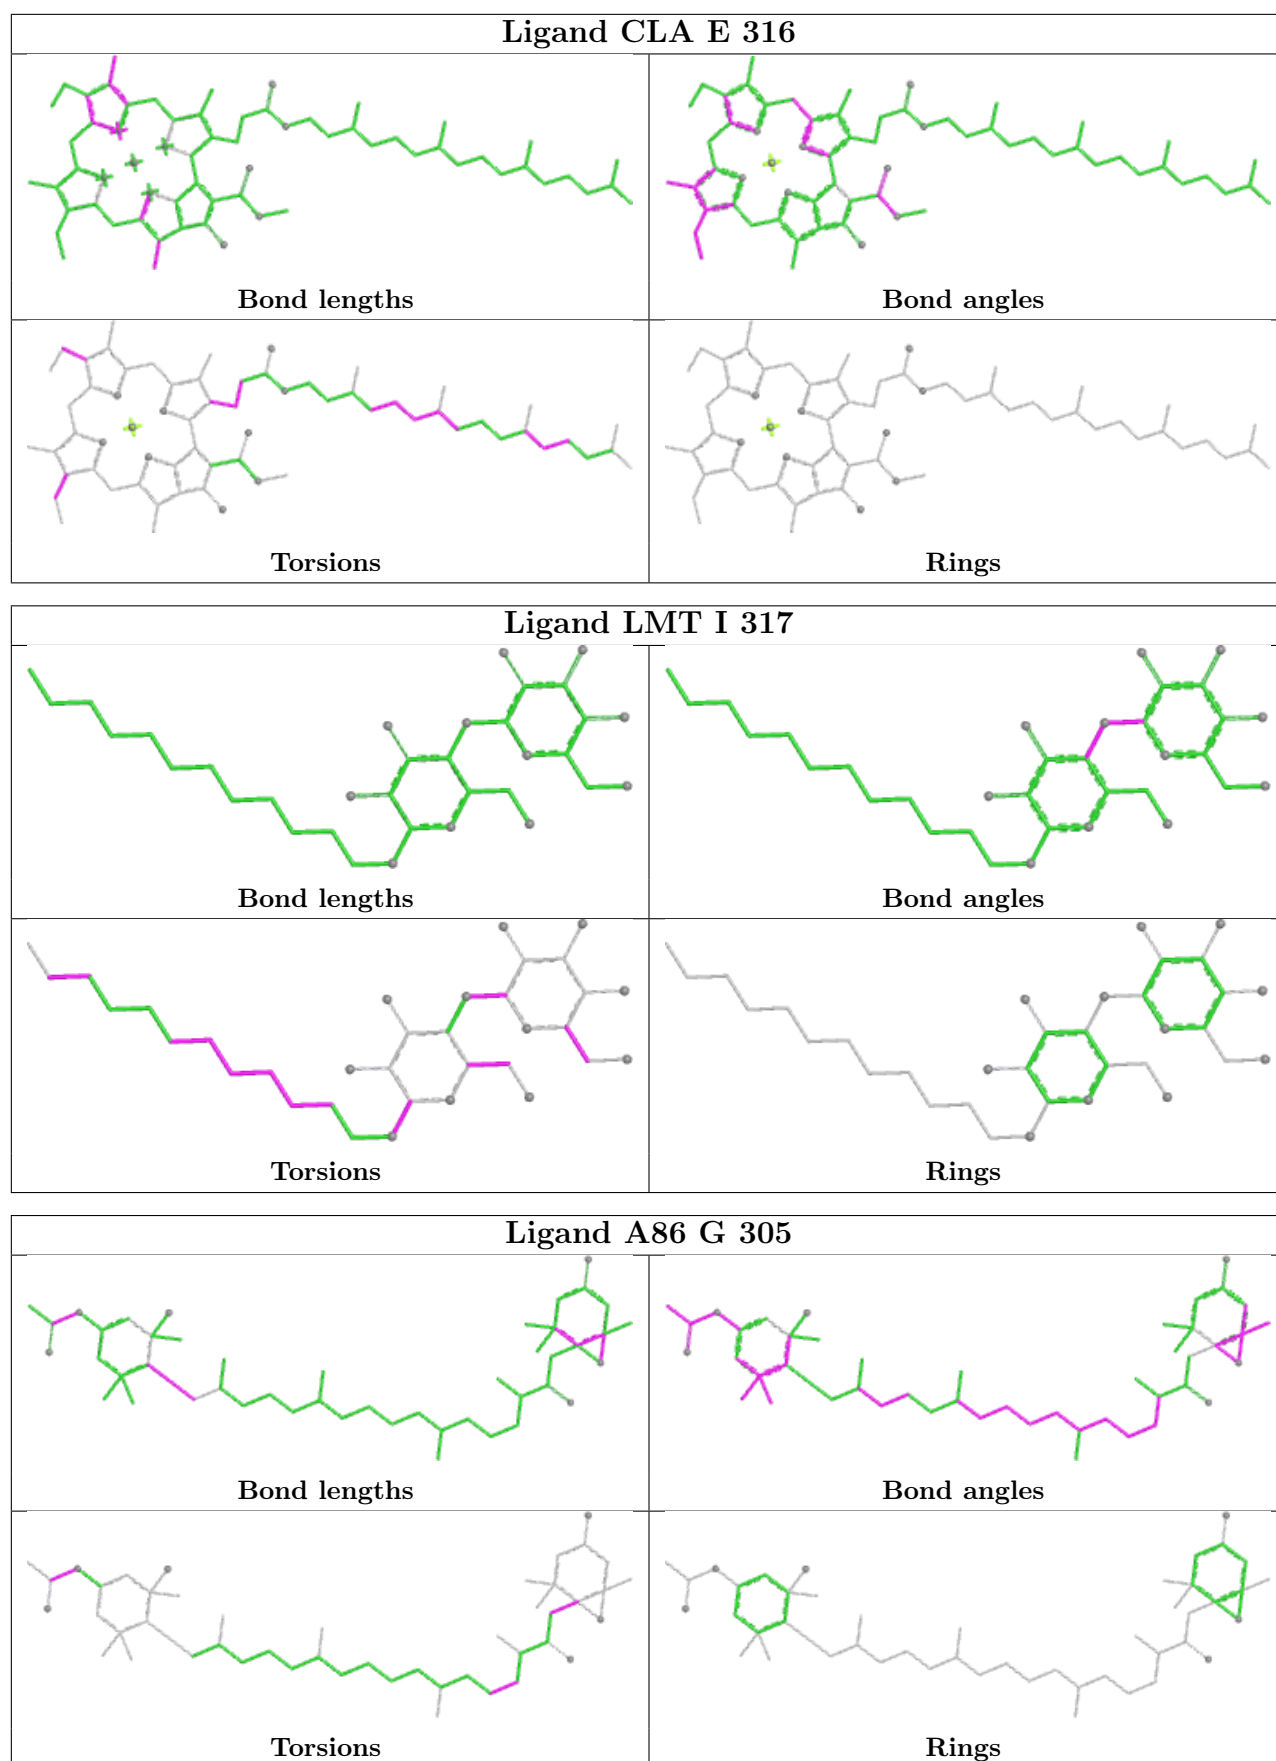 Ligand CLA E 316
Bond lengths
Bond angles
Torsions
Rings
Ligand LMT I 317
Bond lengths
Bond angles
Torsions
Rings
Ligand A86 G 305
Bond lengths
Bond angles
Torsions
Rings